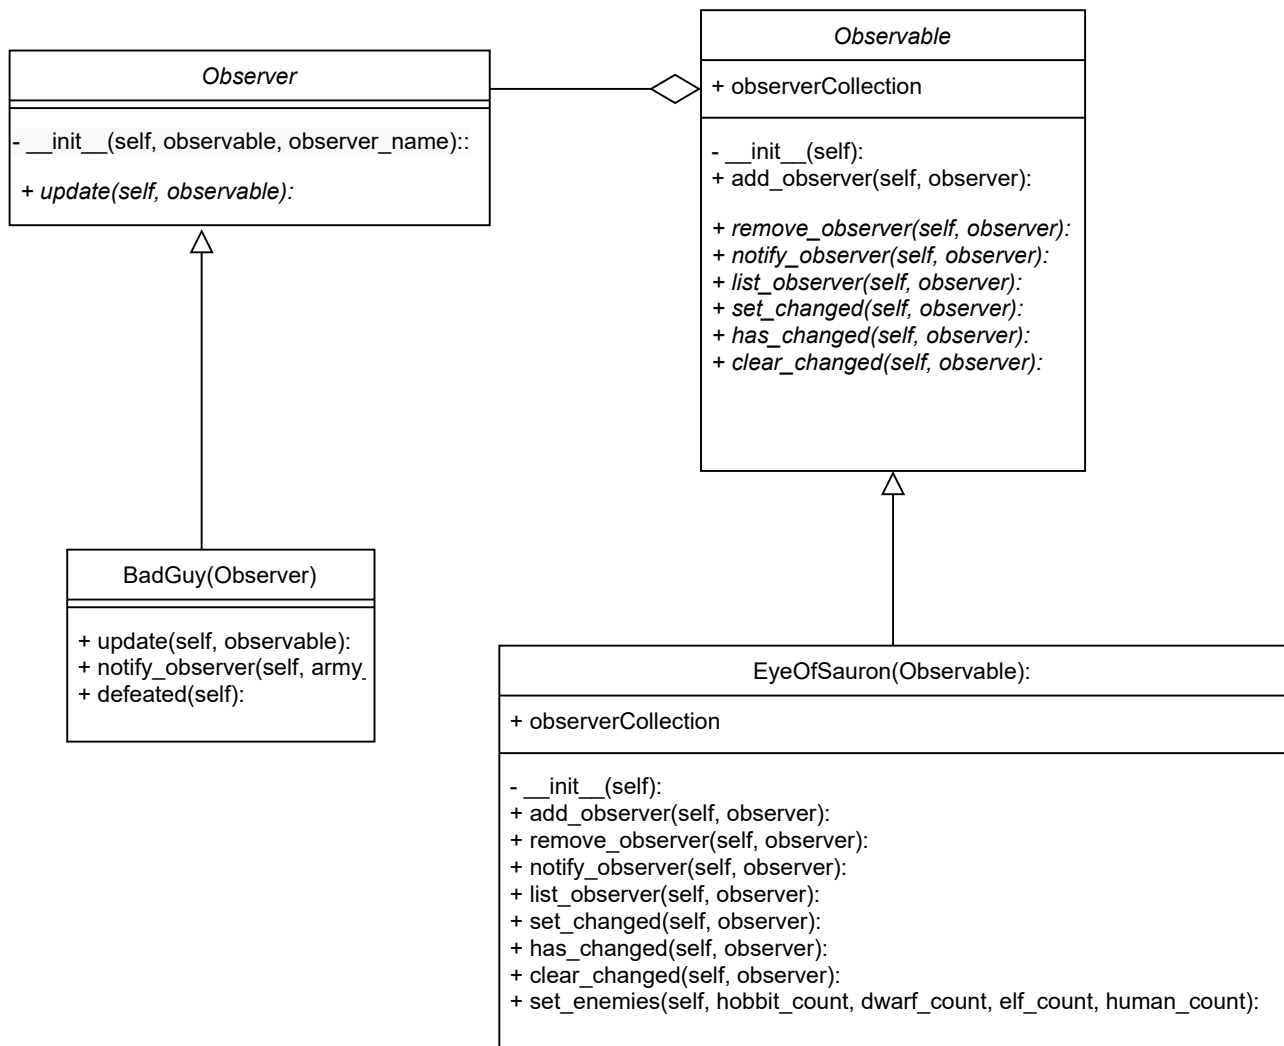 Observer
- __init__(self, observable, observer_name)::
+ update(self, observable):
Observable
+ observerCollection
- __init__(self):
+ add_observer(self, observer):
+ remove_observer(self, observer):
+ notify_observer(self, observer):
+ list_observer(self, observer):
+ set_changed(self, observer):
+ has_changed(self, observer):
+ clear_changed(self, observer):
BadGuy(Observer)
+ update(self, observable):
+ notify_observer(self, army_
+ defeated(self):
EyeOfSauron(Observable):
+ observerCollection
- __init__(self):
+ add_observer(self, observer):
+ remove_observer(self, observer):
+ notify_observer(self, observer):
+ list_observer(self, observer):
+ set_changed(self, observer):
+ has_changed(self, observer):
+ clear_changed(self, observer):
+ set_enemies(self, hobbit_count, dwarf_count, elf_count, human_count):